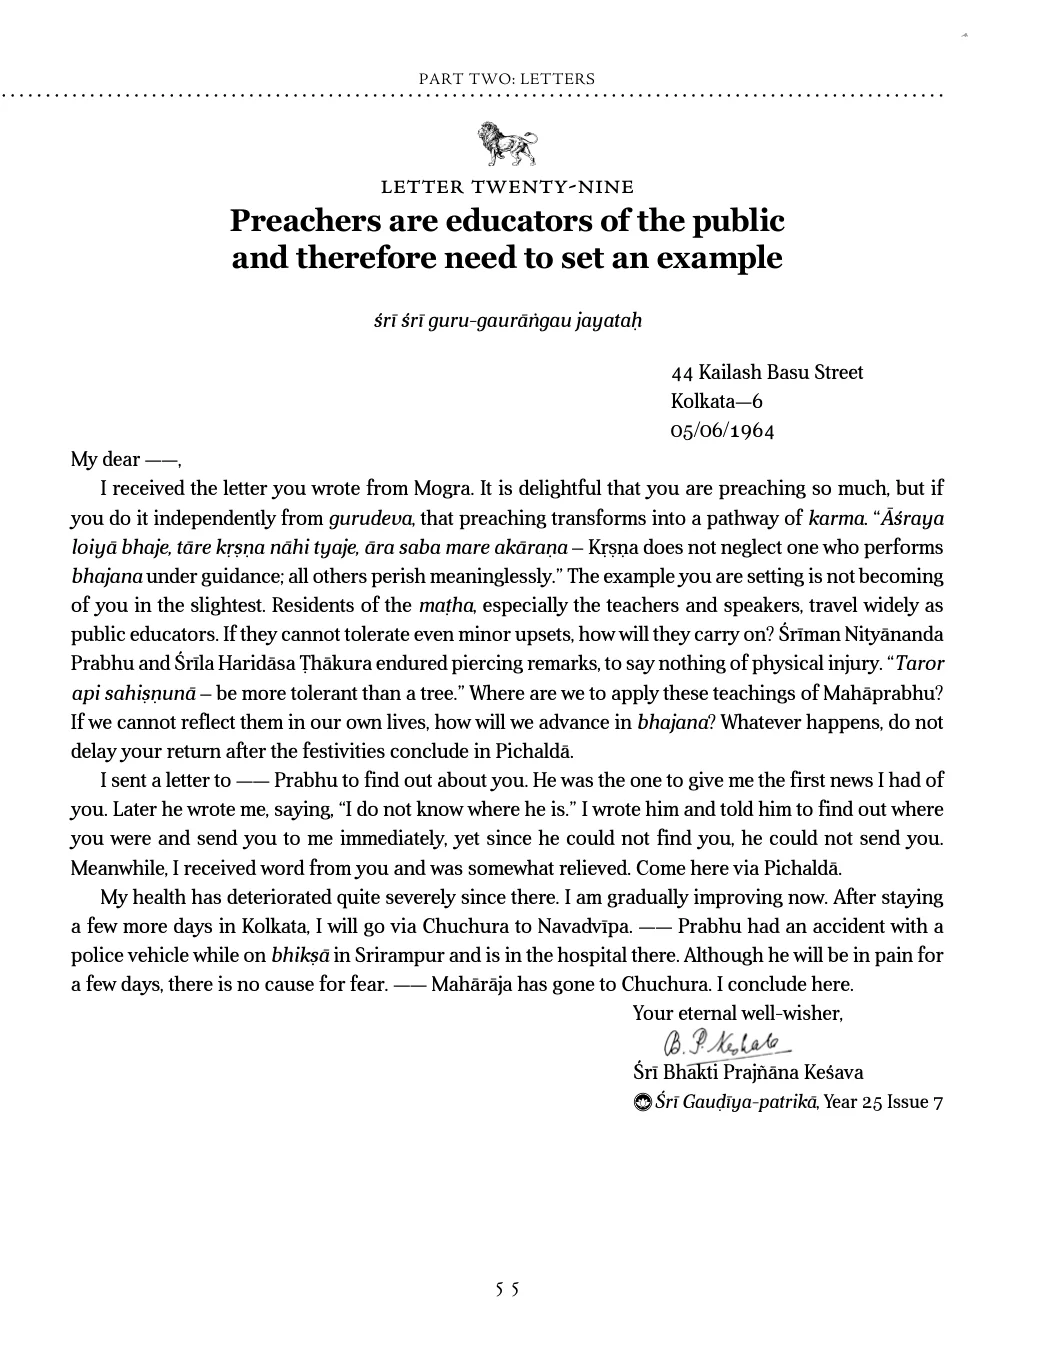 PART TWO: LETTERS
LETTER TWENTY-NINE
Preachers are educators of the public
and therefore need to set an example
śrī śrī guru-gaurāṅgau jayataḥ
44 Kailash Basu Street
Kolkata—6
05/06/1964
My dear ——,
I received the letter you wrote from Mogra. It is delightful that you are preaching so much, but if
you do it independently from gurudeva, that preaching transforms into a pathway of karma. “Āśraya
loiyā bhaje, tāre kṛṣṇa nāhi tyaje, āra saba mare akāraṇa – Kṛṣṇa does not neglect one who performs
bhajana under guidance; all others perish meaninglessly.” The example you are setting is not becoming
of you in the slightest. Residents of the maṭha, especially the teachers and speakers, travel widely as
public educators. If they cannot tolerate even minor upsets, how will they carry on? Śrīman Nityānanda
Prabhu and Śrīla Haridāsa Ṭhākura endured piercing remarks, to say nothing of physical injury. “Taror
api sahiṣṇunā – be more tolerant than a tree.” Where are we to apply these teachings of Mahāprabhu?
If we cannot reflect them in our own lives, how will we advance in bhajana? Whatever happens, do not
delay your return after the festivities conclude in Pichaldā.
I sent a letter to —— Prabhu to find out about you. He was the one to give me the first news I had of
you. Later he wrote me, saying, “I do not know where he is.” I wrote him and told him to find out where
you were and send you to me immediately, yet since he could not find you, he could not send you.
Meanwhile, I received word from you and was somewhat relieved. Come here via Pichaldā.
My health has deteriorated quite severely since there. I am gradually improving now. After staying
a few more days in Kolkata, I will go via Chuchura to Navadvīpa. —— Prabhu had an accident with a
police vehicle while on bhikṣā in Srirampur and is in the hospital there. Although he will be in pain for
a few days, there is no cause for fear. —— Mahārāja has gone to Chuchura. I conclude here.
Your eternal well-wisher,
B. P. Keshab
Śrī Bhakti Prajñāna Keśava
Śrī Gauḍīya-patrikā, Year 25 Issue 7
55